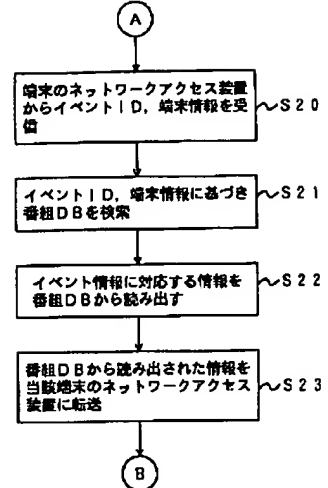 A
端末のネットワークアクセス装置
からイベントID，端末情報を受
信
S20
イベントID，端末情報に基づき
番組DBを検索
S21
イベント情報に対応する情報を
番組DBから読み出す
S22
番組DBから読み出された情報を
当該端末のネットワークアクセス
装置に転送
S23
B